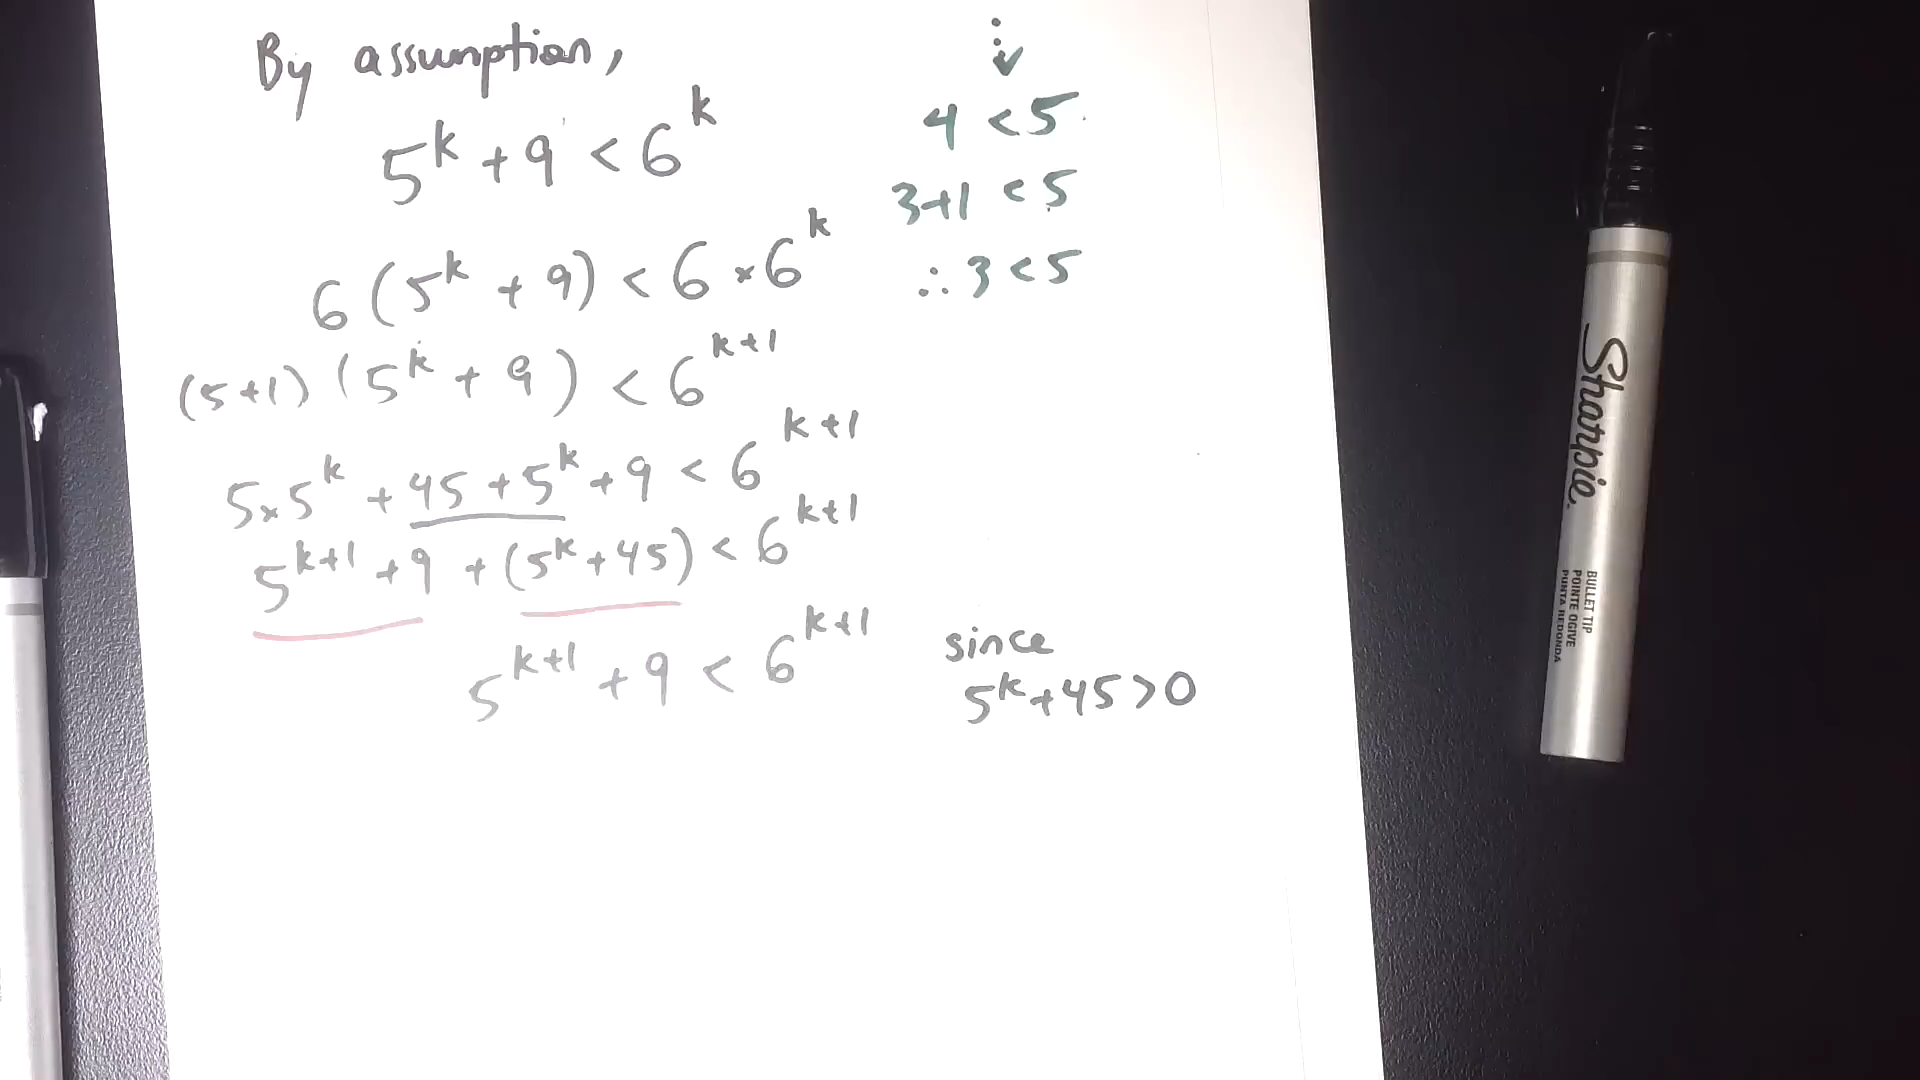 By assumption,
5^k + 9 < 6^k
6(5^k + 9) < 6 × 6^k
(5+1)(5^k + 9) < 6^{k+1}
5×5^k + 45 + 5^k + 9 < 6^{k+1}
5^{k+1} + 9 + (5^k + 45) < 6^{k+1}
5^{k+1} + 9 < 6^{k+1}
since
5^k + 45 > 0
4 < 5
3+1 < 5
∴ 3 < 5
Sharpie.
BULLET TIP
POINTE OGIVE
PUNTA REDONDA